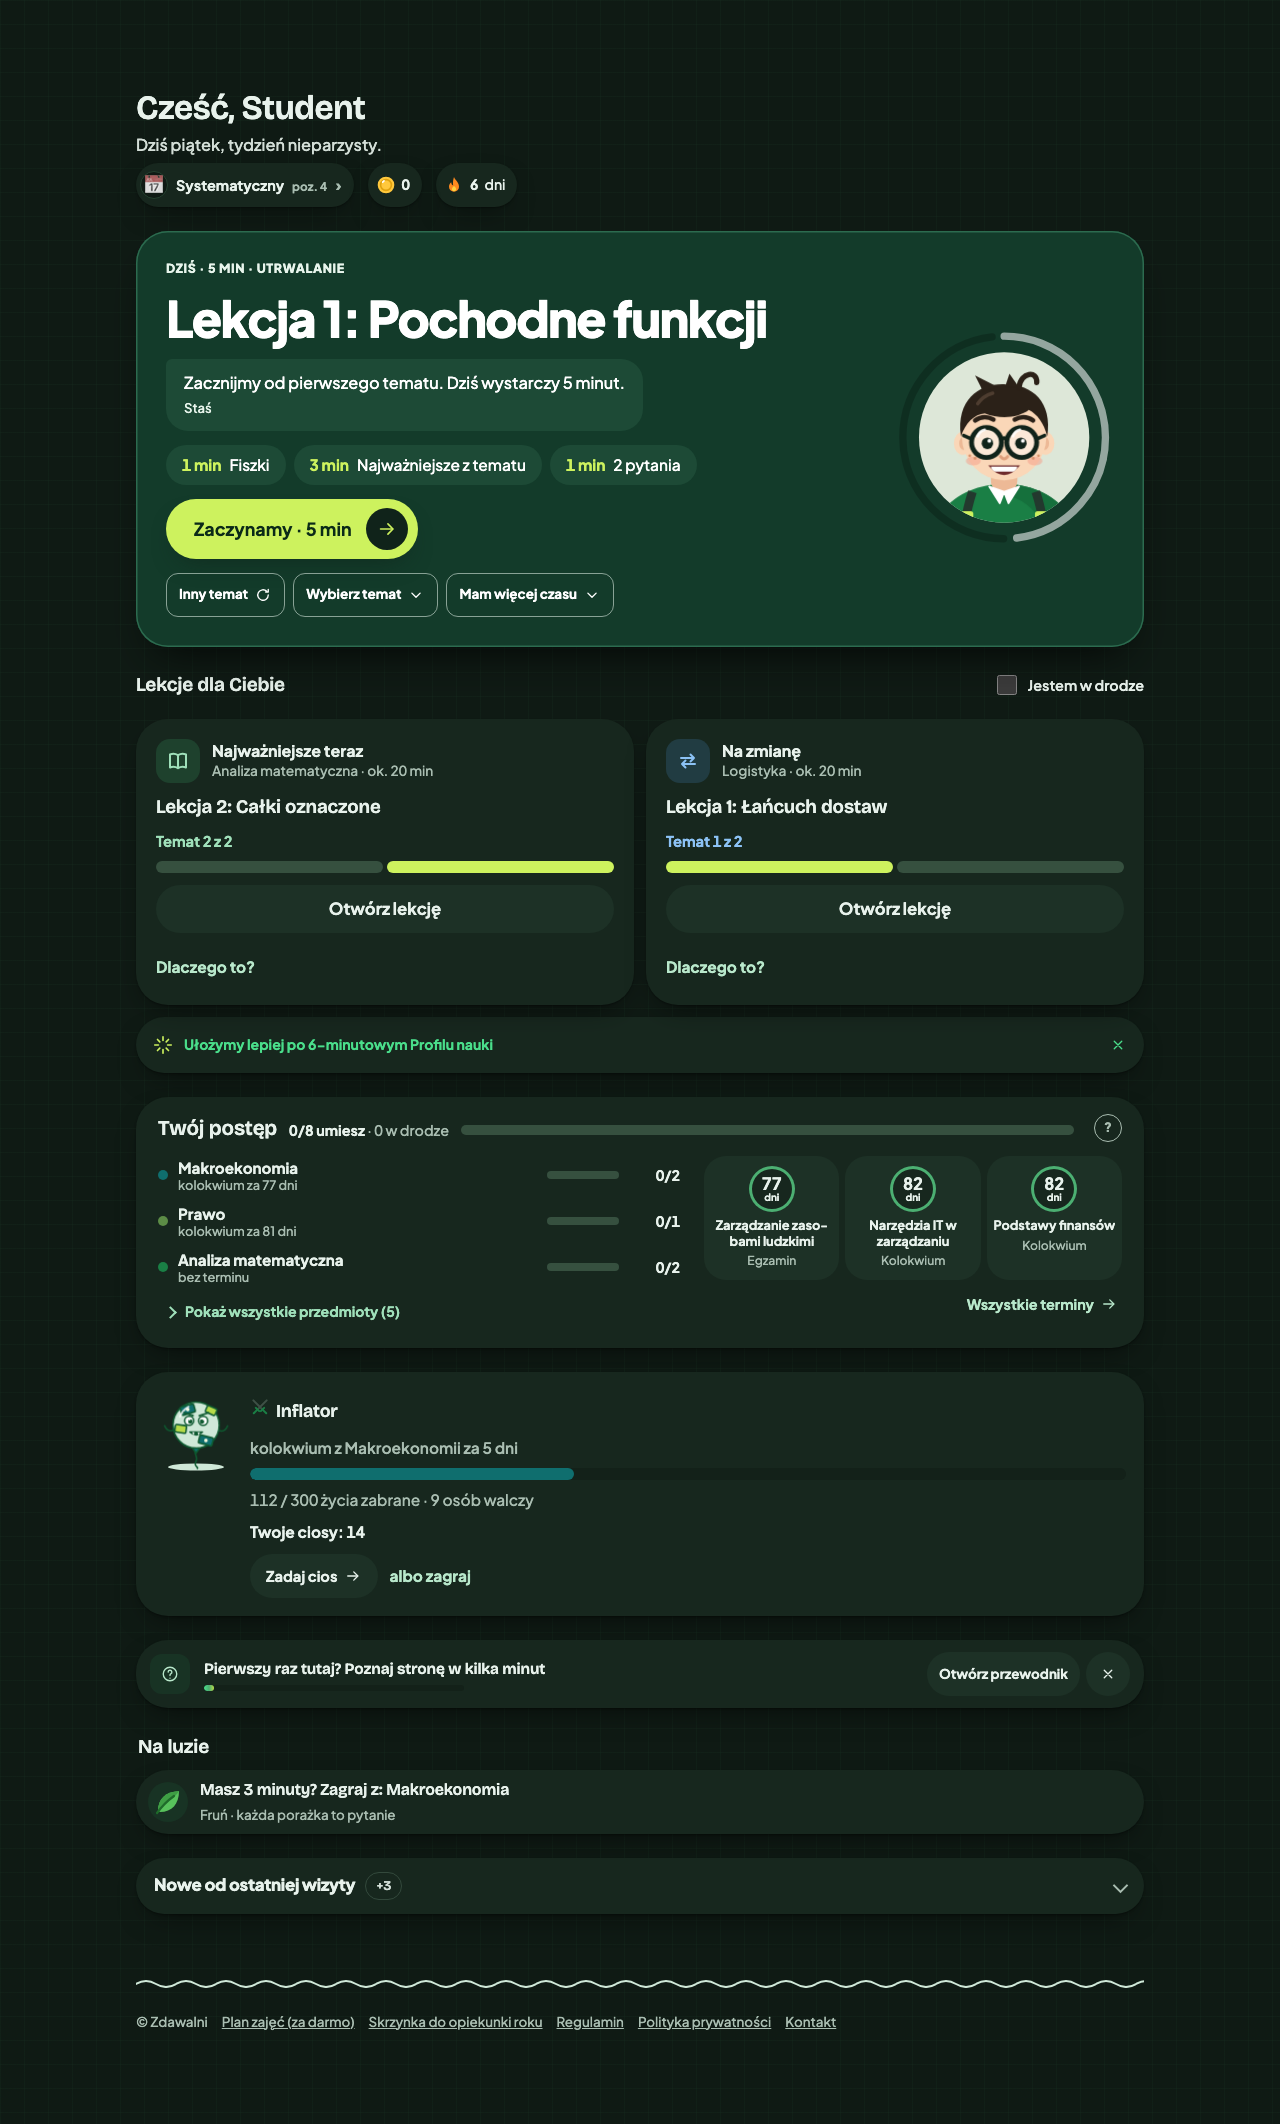 Cześć, Student
Dziś piątek, tydzień nieparzysty.
17 Systematyczny poz. 4 ›
0
6 dni
DZIŚ · 5 MIN · UTRWALANIE
Lekcja 1: Pochodne funkcji
Zacznijmy od pierwszego tematu. Dziś wystarczy 5 minut.
Staś
1 min Fiszki
3 min Najważniejsze z tematu
1 min 2 pytania
Zaczynamy · 5 min
Inny temat
Wybierz temat
Mam więcej czasu
Lekcje dla Ciebie
Jestem w drodze
Najważniejsze teraz
Analiza matematyczna · ok. 20 min
Lekcja 2: Całki oznaczone
Temat 2 z 2
Otwórz lekcję
Dlaczego to?
Na zmianę
Logistyka · ok. 20 min
Lekcja 1: Łańcuch dostaw
Temat 1 z 2
Otwórz lekcję
Dlaczego to?
Ułożymy lepiej po 6-minutowym Profilu nauki
Twój postęp 0/8 umiesz · 0 w drodze
?
Makroekonomia
kolokwium za 77 dni
0/2
Prawo
kolokwium za 81 dni
0/1
Analiza matematyczna
bez terminu
0/2
Pokaż wszystkie przedmioty (5)
77
dni
Zarządzanie zaso-
bami ludzkimi
Egzamin
82
dni
Narzędzia IT w
zarządzaniu
Kolokwium
82
dni
Podstawy finansów
Kolokwium
Wszystkie terminy →
Inflator
kolokwium z Makroekonomii za 5 dni
112 / 300 życia zabrane · 9 osób walczy
Twoje ciosy: 14
Zadaj cios →
albo zagraj
Pierwszy raz tutaj? Poznaj stronę w kilka minut
Otwórz przewodnik
Na luzie
Masz 3 minuty? Zagraj z: Makroekonomia
Fruń · każda porażka to pytanie
Nowe od ostatniej wizyty +3
© Zdawalni Plan zajęć (za darmo) Skrzynka do opiekunki roku Regulamin Polityka prywatności Kontakt